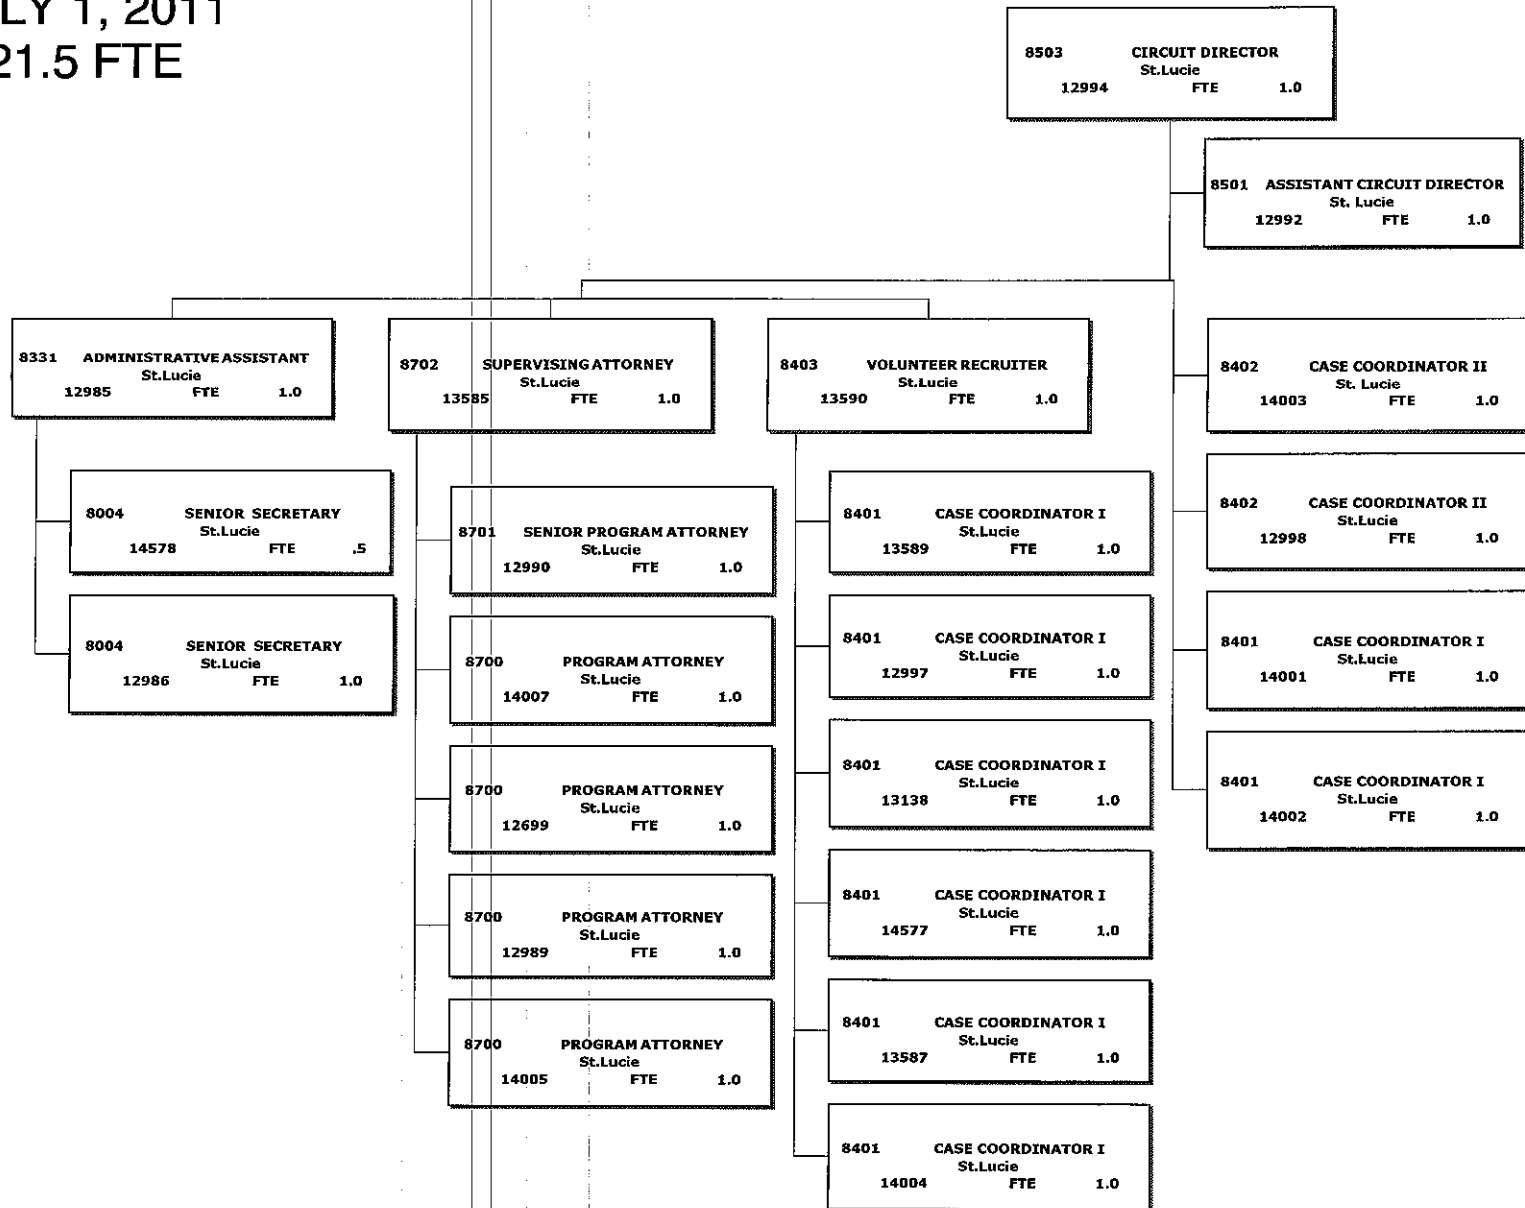 LY 1, 2011
21.5 FTE
8503 CIRCUIT DIRECTOR
St.Lucie
12994 FTE 1.0
8501 ASSISTANT CIRCUIT DIRECTOR
St. Lucie
12992 FTE 1.0
8331 ADMINISTRATIVE ASSISTANT
St.Lucie
12985 FTE 1.0
8004 SENIOR SECRETARY
St.Lucie
14578 FTE .5
8004 SENIOR SECRETARY
St.Lucie
12986 FTE 1.0
8702 SUPERVISING ATTORNEY
St.Lucie
13585 FTE 1.0
8701 SENIOR PROGRAM ATTORNEY
St.Lucie
12990 FTE 1.0
8700 PROGRAM ATTORNEY
St.Lucie
14007 FTE 1.0
8700 PROGRAM ATTORNEY
St.Lucie
12699 FTE 1.0
8700 PROGRAM ATTORNEY
St.Lucie
12989 FTE 1.0
8700 PROGRAM ATTORNEY
St.Lucie
14005 FTE 1.0
8403 VOLUNTEER RECRUITER
St.Lucie
13590 FTE 1.0
8401 CASE COORDINATOR I
St.Lucie
13589 FTE 1.0
8401 CASE COORDINATOR I
St.Lucie
12997 FTE 1.0
8401 CASE COORDINATOR I
St.Lucie
13138 FTE 1.0
8401 CASE COORDINATOR I
St.Lucie
14577 FTE 1.0
8401 CASE COORDINATOR I
St.Lucie
13587 FTE 1.0
8401 CASE COORDINATOR I
St.Lucie
14004 FTE 1.0
8402 CASE COORDINATOR II
St. Lucie
14003 FTE 1.0
8402 CASE COORDINATOR II
St.Lucie
12998 FTE 1.0
8401 CASE COORDINATOR I
St.Lucie
14001 FTE 1.0
8401 CASE COORDINATOR I
St.Lucie
14002 FTE 1.0